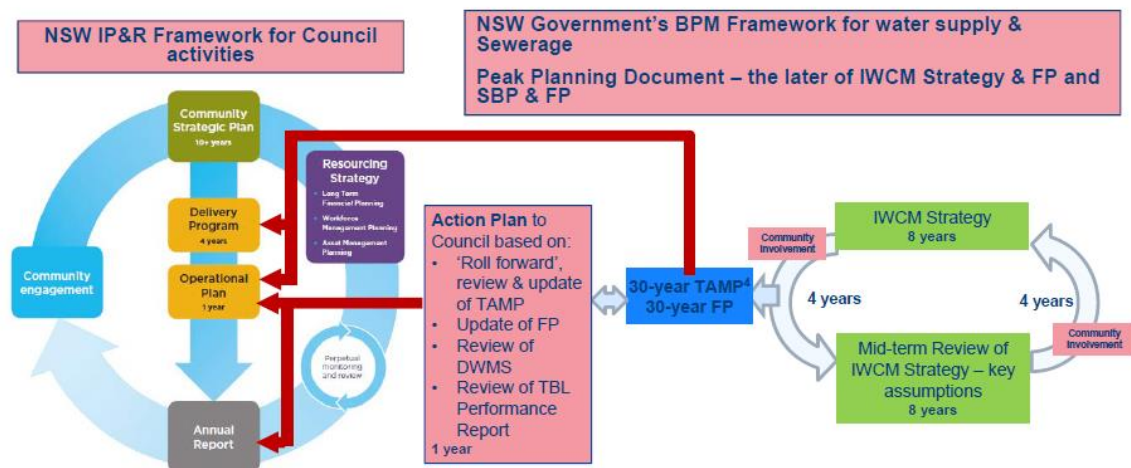 NSW IP&R Framework for Council
activities
NSW Government's BPM Framework for water supply &
Sewerage
Peak Planning Document – the later of IWCM Strategy & FP and
SBP & FP
Community
Strategic Plan
10+ years
Resourcing
Strategy
• Long Term
Financial Planning
• Workforce
Management Planning
• Asset Management
Planning
Delivery
Program
4 years
Operational
Plan
1 year
Community
engagement
Perpetual
monitoring
and review
Annual
Report
Action Plan to
Council based on:
• 'Roll forward',
review & update
of TAMP
• Update of FP
• Review of
DWMS
• Review of TBL
Performance
Report
1 year
30-year TAMP⁴
30-year FP
Community
Involvement
IWCM Strategy
8 years
4 years
4 years
Community
Involvement
Mid-term Review of
IWCM Strategy – key
assumptions
8 years